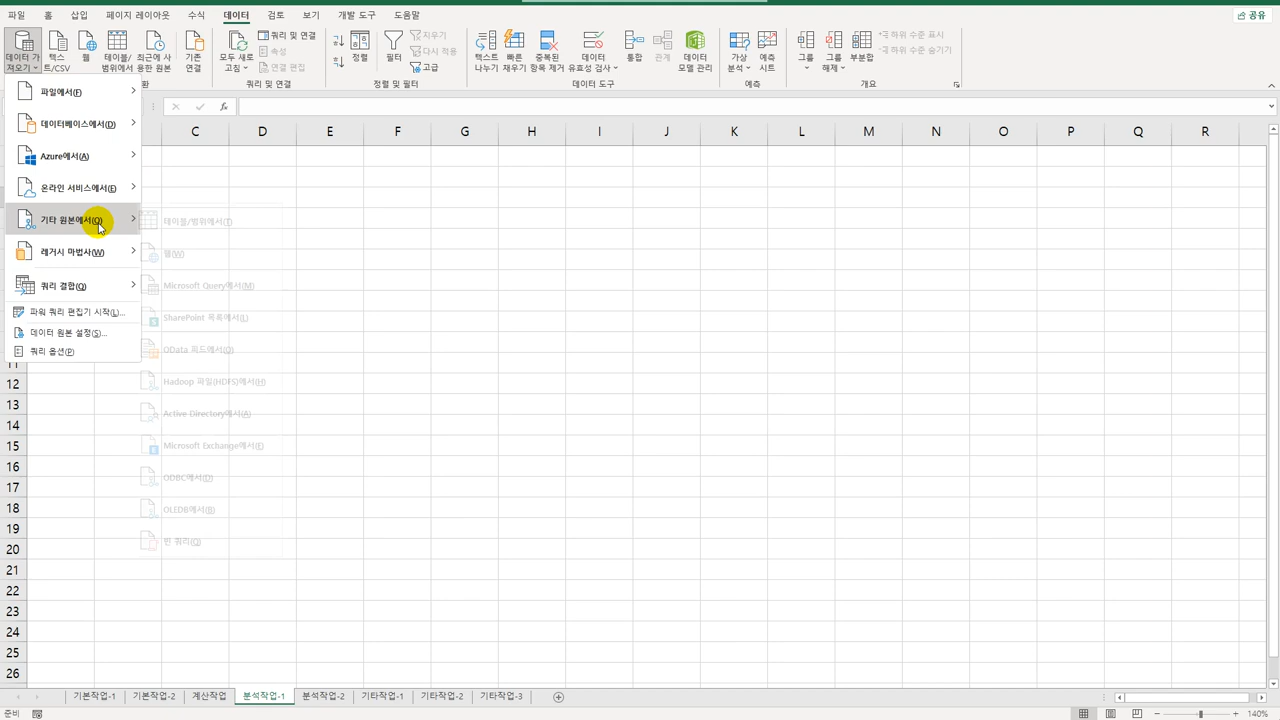 파일 홈 삽입 페이지 레이아웃 수식 데이터 검토 보기 개발 도구 도움말 공유
데이터 가져오기 텍스트/CSV 웹 테이블/범위에서 최근에 사용한 원본 기존 연결 모두 새로 고침 쿼리 및 연결 속성 연결 편집 정렬 필터 지우기 다시 적용 고급 텍스트 나누기 빠른 채우기 중복된 항목 제거 데이터 유효성 검사 통합 관계 데이터 모델 관리 가상 분석 예측 시트 그룹 그룹 해제 부분합 하위 수준 표시 하위 수준 숨기기
환 쿼리 및 연결 정렬 및 필터 데이터 도구 예측 개요
fx
C D E F G H I J K L M N O P Q R
파일에서(F)
데이터베이스에서(D)
Azure에서(A)
온라인 서비스에서(E)
기타 원본에서(O)
레거시 마법사(W)
쿼리 결합(Q)
파워 쿼리 편집기 시작(L)...
데이터 원본 설정(S)...
쿼리 옵션(P)
테이블/범위에서(T)
웹(W)
Microsoft Query에서(M)
SharePoint 목록에서(L)
OData 피드에서(O)
Hadoop 파일(HDFS)에서(H)
Active Directory에서(A)
Microsoft Exchange에서(E)
ODBC에서(D)
OLEDB에서(B)
빈 쿼리(Q)
11
12
13
14
15
16
17
18
19
20
21
22
23
24
25
26
기본작업-1 기본작업-2 계산작업 분석작업-1 분석작업-2 기타작업-1 기타작업-2 기타작업-3
준비 140%